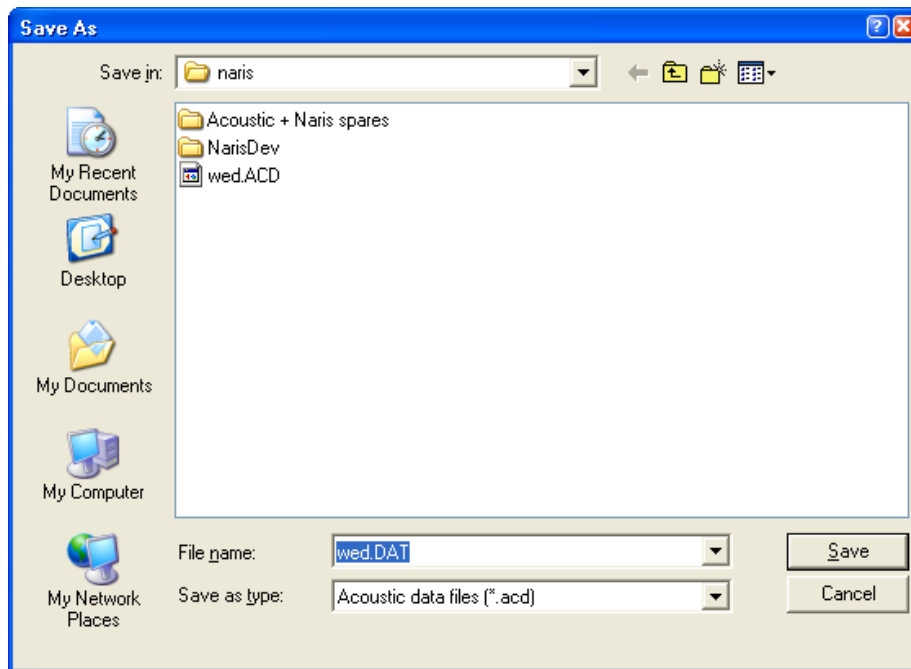 Save As
Save in: naris
Acoustic + Naris spares
NarisDev
wed.ACD
My Recent
Documents
Desktop
My Documents
My Computer
My Network
Places
File name: wed.DAT Save
Save as type: Acoustic data files (*.acd) Cancel